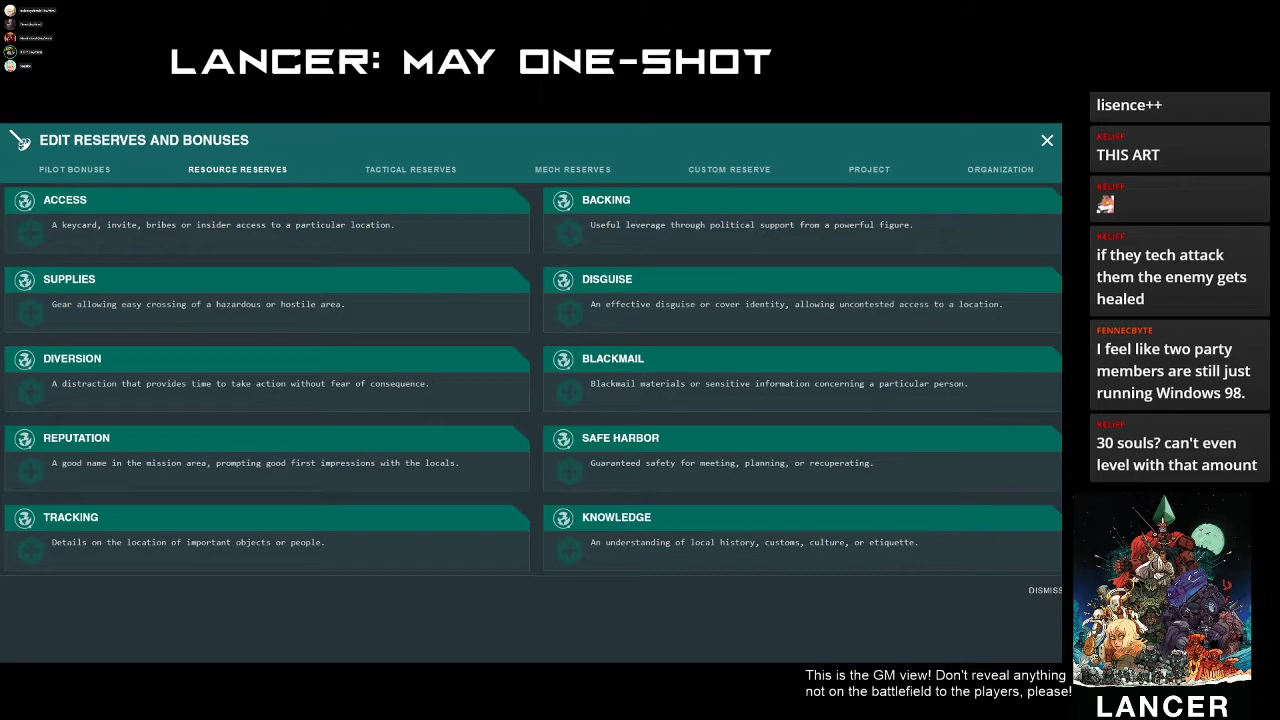 LANCER: MAY ONE-SHOT
EDIT RESERVES AND BONUSES
PILOT BONUSES
RESOURCE RESERVES
TACTICAL RESERVES
MECH RESERVES
CUSTOM RESERVE
PROJECT
ORGANIZATION
ACCESS
A keycard, invite, bribes or insider access to a particular location.
BACKING
Useful leverage through political support from a powerful figure.
SUPPLIES
Gear allowing easy crossing of a hazardous or hostile area.
DISGUISE
An effective disguise or cover identity, allowing uncontested access to a location.
DIVERSION
A distraction that provides time to take action without fear of consequence.
BLACKMAIL
Blackmail materials or sensitive information concerning a particular person.
REPUTATION
A good name in the mission area, prompting good first impressions with the locals.
SAFE HARBOR
Guaranteed safety for meeting, planning, or recuperating.
TRACKING
Details on the location of important objects or people.
KNOWLEDGE
An understanding of local history, customs, culture, or etiquette.
DISMISS
This is the GM view! Don't reveal anything
not on the battlefield to the players, please!
lisence++
KELIFF
THIS ART
KELIFF
KELIFF
if they tech attack
them the enemy gets
healed
FENNECBYTE
I feel like two party
members are still just
running Windows 98.
KELIFF
30 souls? can't even
level with that amount
LANCER